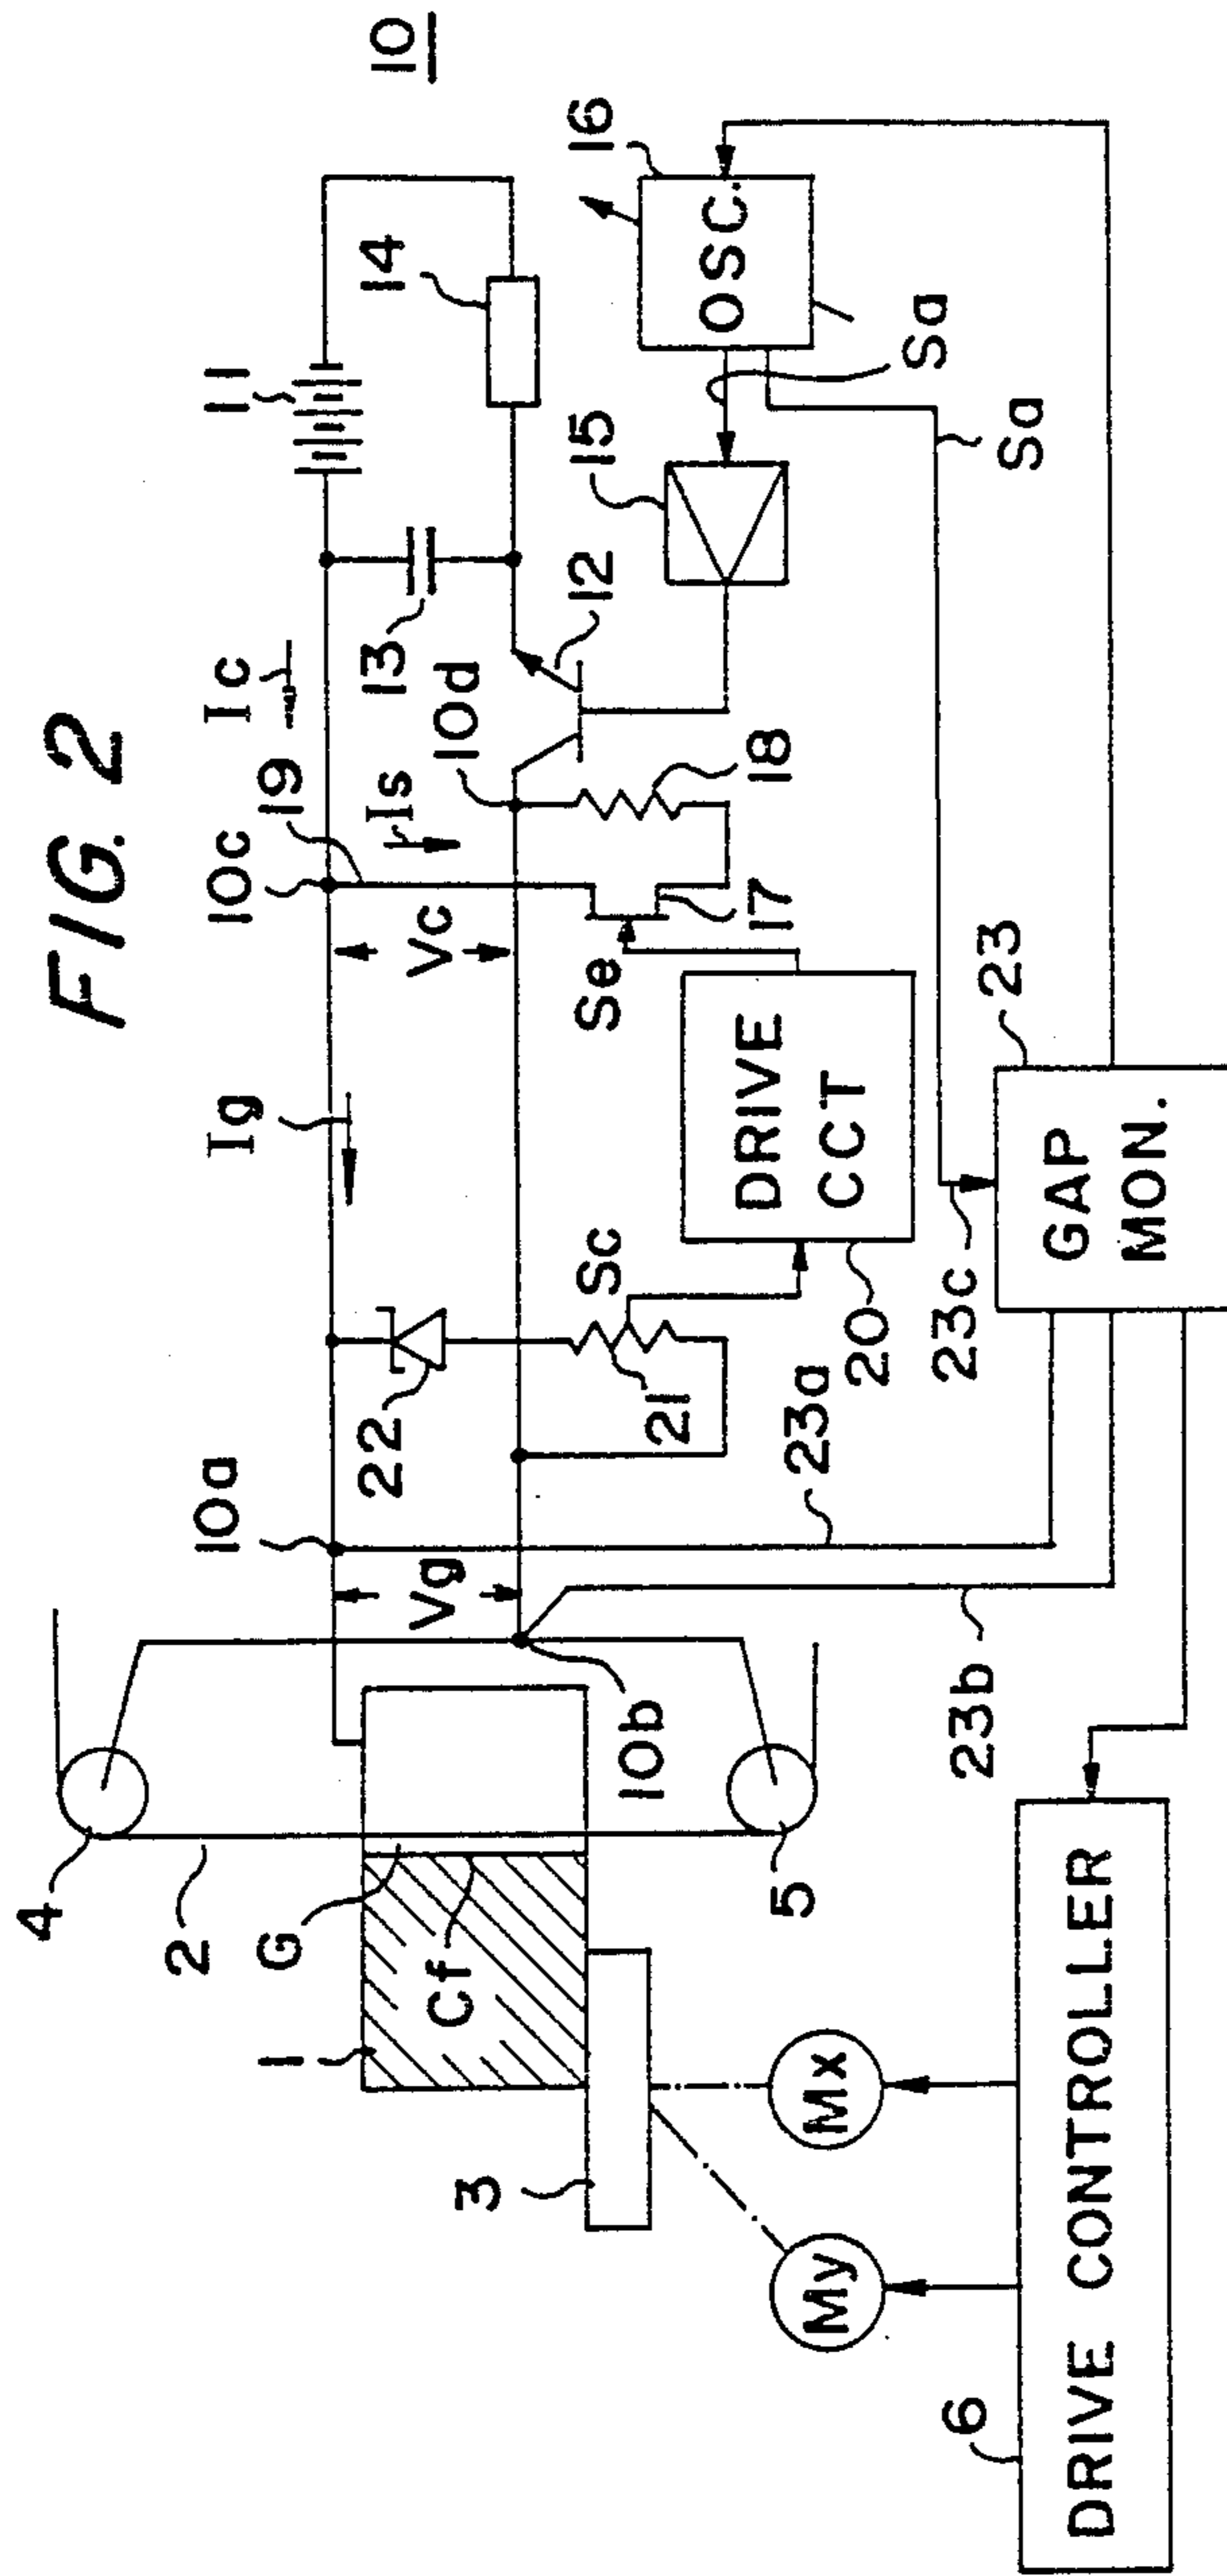 FIG. 2
10
10a
10c
19
Ig
Ic
11
13
14
16
OSC.
Sa
Sa
15
12
10d
18
17
Is
Vc
Se
DRIVE
CCT
20
Sc
21
22
Vg
10b
23
GAP
MON.
23a
23b
23c
4
2
G
Cf
1
5
3
Mx
My
6
DRIVE CONTROLLER